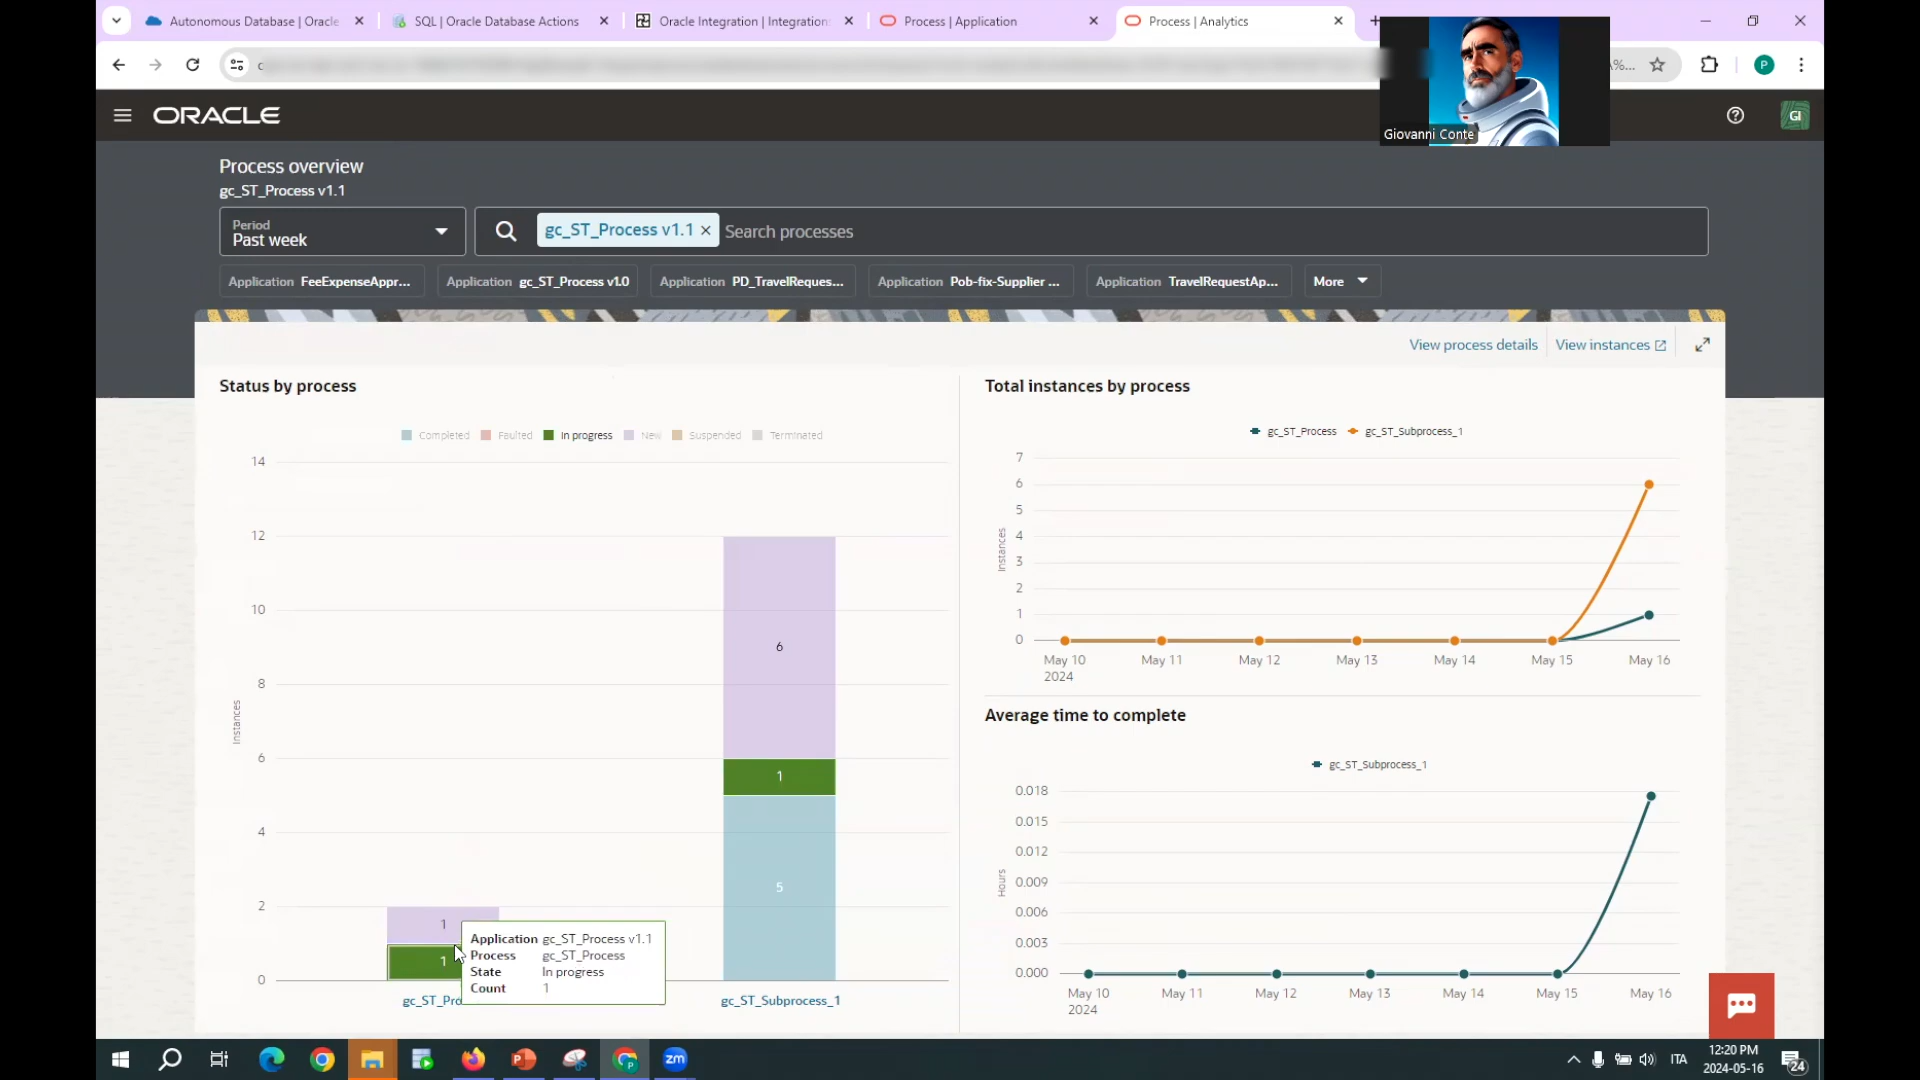 Autonomous Database | Oracle
SQL | Oracle Database Actions
Oracle Integration | Integration
Process | Application
Process | Analytics
P
ORACLE
GI
Giovanni Conte
Process overview
gc_ST_Process v1.1
Period
Past week
gc_ST_Process v1.1
Search processes
Application FeeExpenseAppr...
Application gc_ST_Process v1.0
Application PD_TravelReques...
Application Pob-fix-Supplier ...
Application TravelRequestAp...
More
View process details
View instances
Status by process
Completed
Faulted
In progress
New
Suspended
Terminated
14
12
10
8
6
4
2
0
Instances
6
1
5
1
1
gc_ST_Pro
gc_ST_Subprocess_1
Application gc_ST_Process v1.1
Process gc_ST_Process
State In progress
Count 1
Total instances by process
gc_ST_Process
gc_ST_Subprocess_1
7
6
5
4
3
2
1
0
Instances
May 10
2024
May 11
May 12
May 13
May 14
May 15
May 16
Average time to complete
gc_ST_Subprocess_1
0.018
0.015
0.012
0.009
0.006
0.003
0.000
Hours
May 10
2024
May 11
May 12
May 13
May 14
May 15
May 16
zm
ITA
12:20 PM
2024-05-16
24